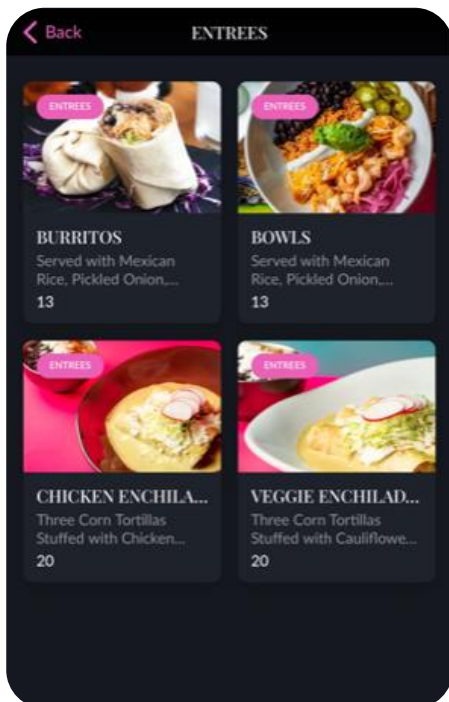 Back
ENTREES
ENTREES
ENTREES
BURRITOS
Served with Mexican
Rice, Pickled Onion,...
13
BOWLS
Served with Mexican
Rice, Pickled Onion,...
13
ENTREES
ENTREES
CHICKEN ENCHILA...
Three Corn Tortillas
Stuffed with Chicken...
20
VEGGIE ENCHILAD...
Three Corn Tortillas
Stuffed with Cauliflowe...
20